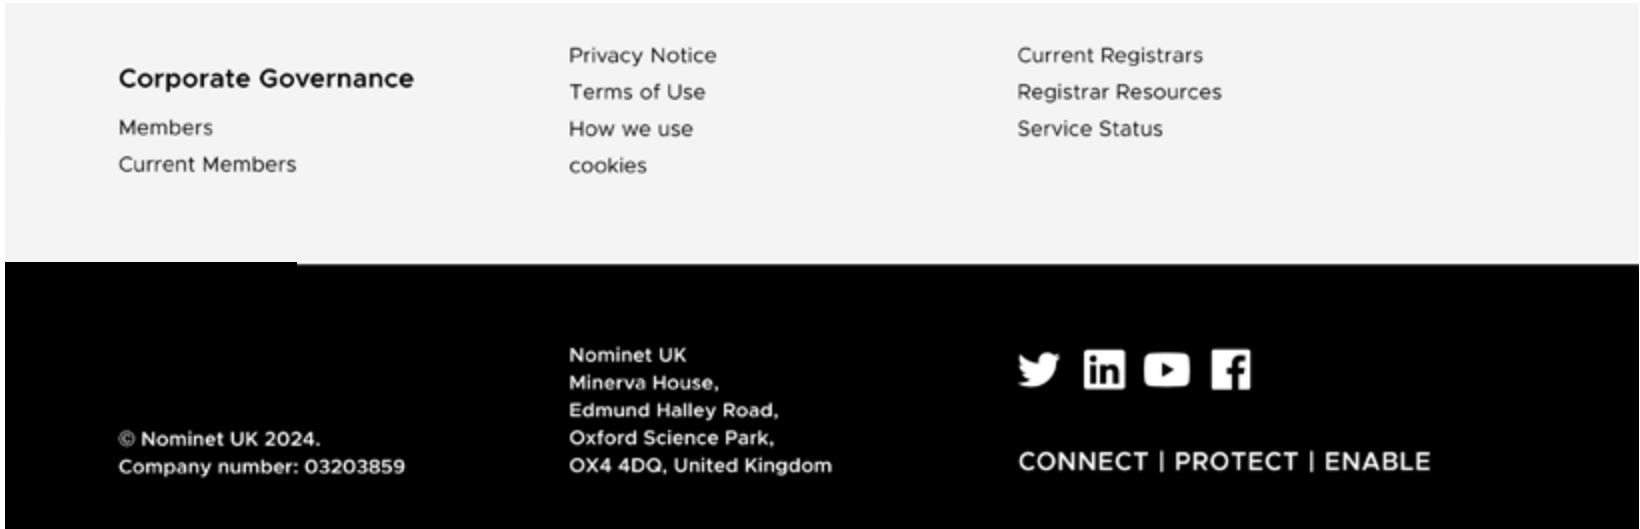 Corporate Governance
Members
Current Members
Privacy Notice
Terms of Use
How we use
cookies
Current Registrars
Registrar Resources
Service Status
© Nominet UK 2024.
Company number: 03203859
Nominet UK
Minerva House,
Edmund Halley Road,
Oxford Science Park,
OX4 4DQ, United Kingdom
in
f
CONNECT | PROTECT | ENABLE